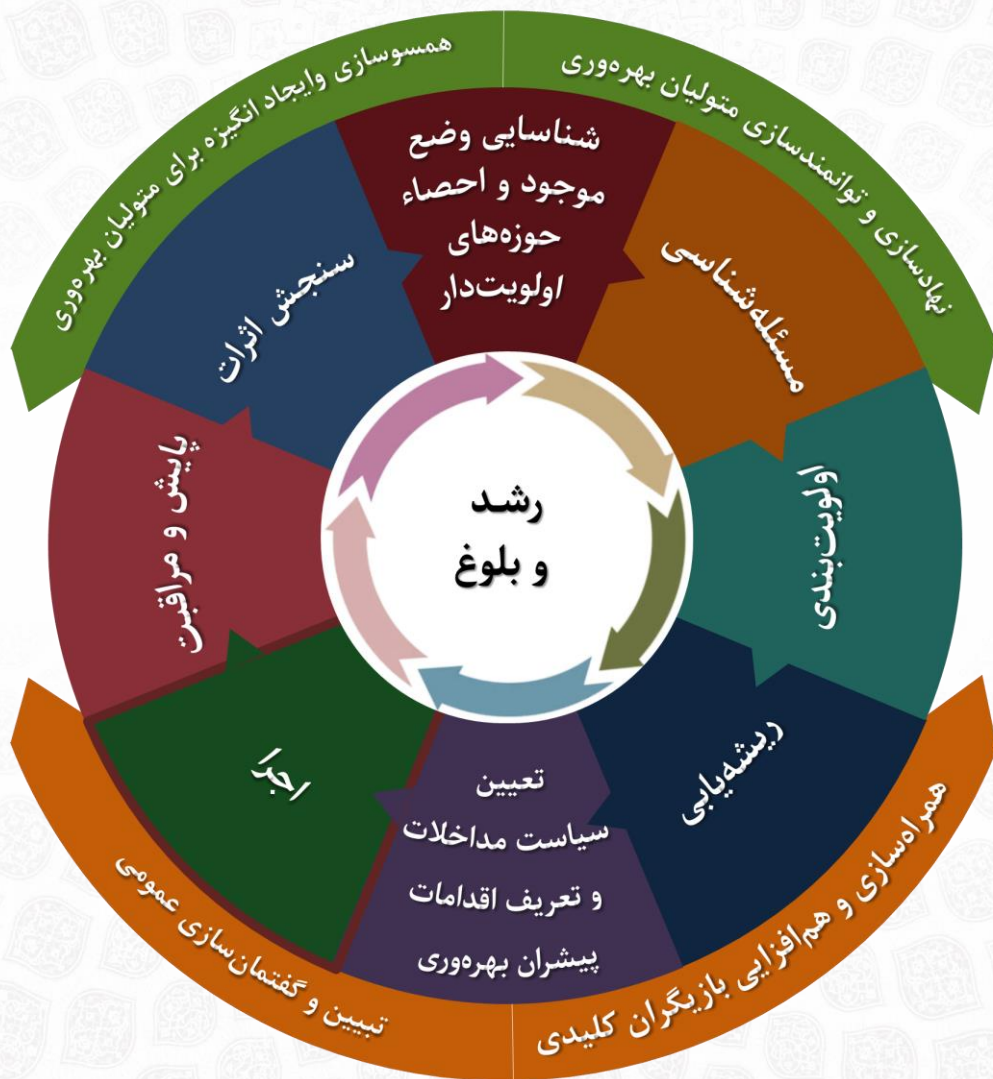 همسوسازی وایجاد انگیزه برای متولیان بهره‌وری
نهادسازی و توانمندسازی متولیان بهره‌وری
شناسایی وضع
موجود و احصاء
حوزه‌های
اولویت‌دار
مسئله‌شناسی
اولویت‌بندی
ریشه‌یابی
تعیین
سیاست مداخلات
و تعریف اقدامات
پیشران بهره‌وری
اجرا
پایش و مراقبت
سنجش اثرات
رشد
و بلوغ
همراه‌سازی و هم‌افزایی بازیگران کلیدی
تبیین و گفتمان‌سازی عمومی